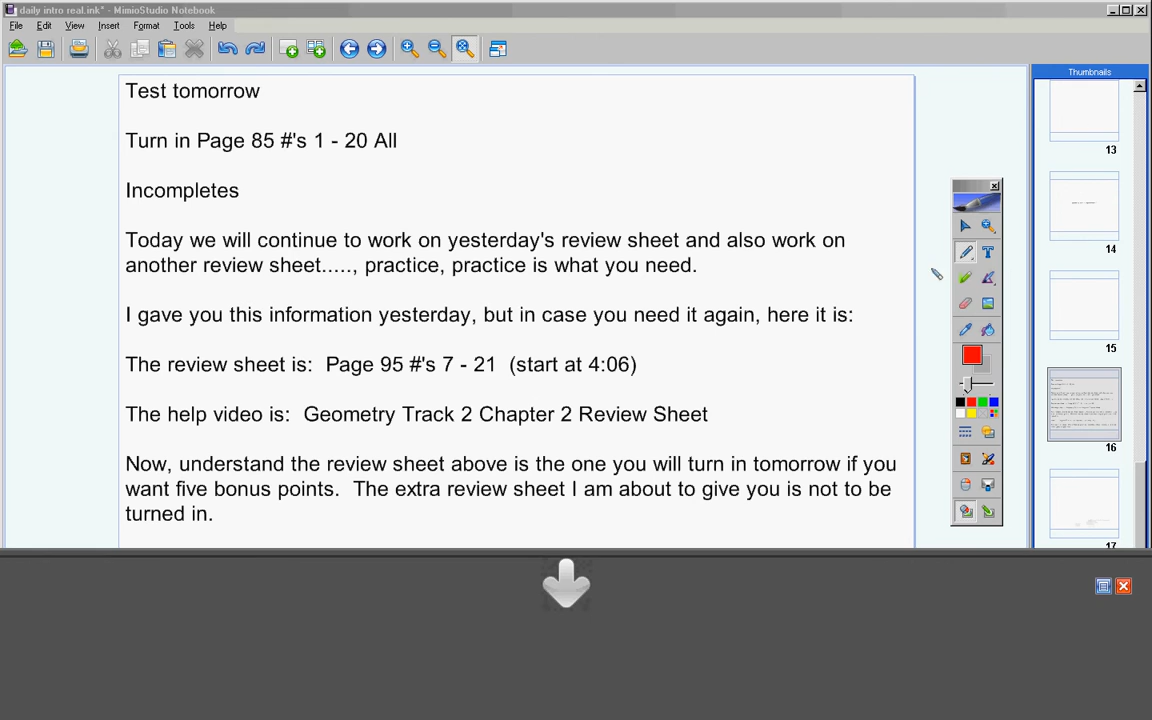 daily intro real.ink* - MimioStudio Notebook
File Edit View Insert Format Tools Help
Test tomorrow
Turn in Page 85 #'s 1 - 20 All
Incompletes
Today we will continue to work on yesterday's review sheet and also work on
another review sheet....., practice, practice is what you need.
I gave you this information yesterday, but in case you need it again, here it is:
The review sheet is:  Page 95 #'s 7 - 21  (start at 4:06)
The help video is:  Geometry Track 2 Chapter 2 Review Sheet
Now, understand the review sheet above is the one you will turn in tomorrow if you
want five bonus points.  The extra review sheet I am about to give you is not to be
turned in.
Thumbnails
13
14
15
16
17